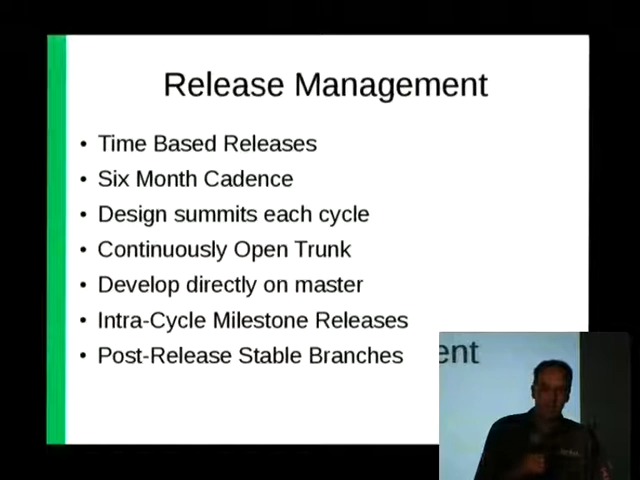 Release Management
• Time Based Releases
• Six Month Cadence
• Design summits each cycle
• Continuously Open Trunk
• Develop directly on master
• Intra-Cycle Milestone Releases
• Post-Release Stable Branches
ent